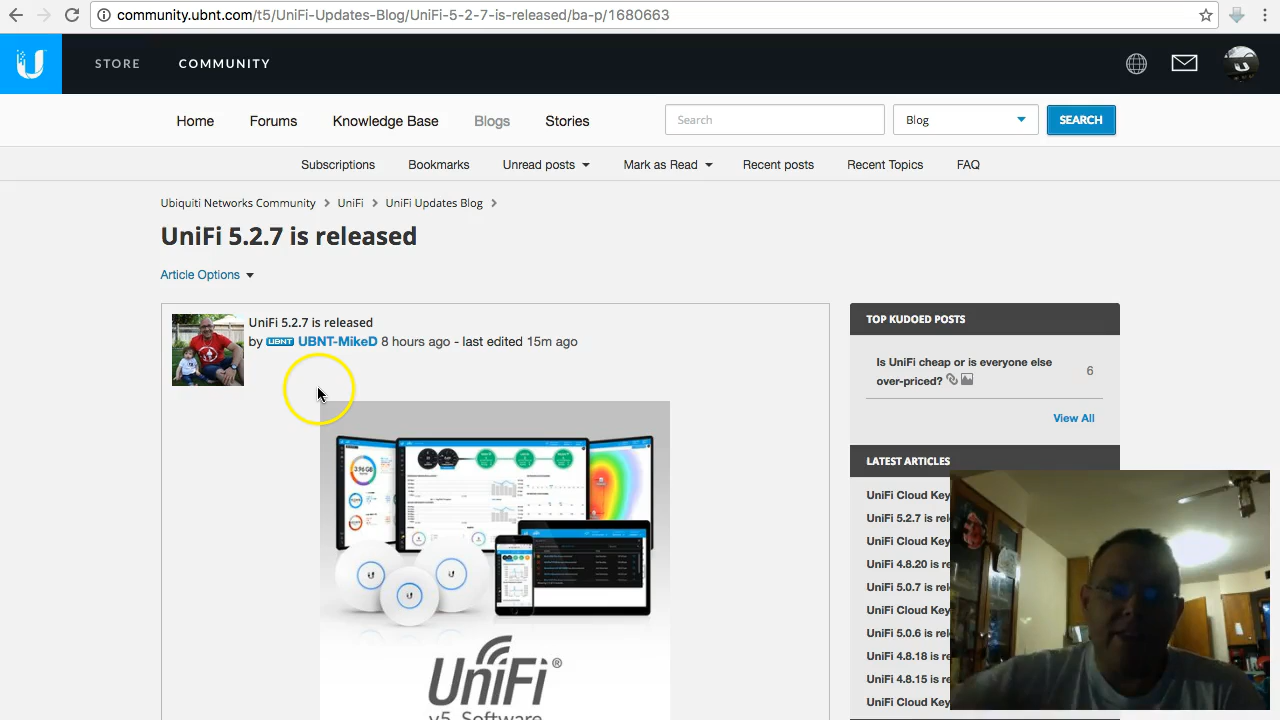 community.ubnt.com/t5/UniFi-Updates-Blog/UniFi-5-2-7-is-released/ba-p/1680663
STORE COMMUNITY
Home Forums Knowledge Base Blogs Stories Search Blog SEARCH
Subscriptions Bookmarks Unread posts Mark as Read Recent posts Recent Topics FAQ
Ubiquiti Networks Community > UniFi > UniFi Updates Blog >
UniFi 5.2.7 is released
Article Options
UniFi 5.2.7 is released
by UBNT UBNT-MikeD 8 hours ago - last edited 15m ago
UniFi®
v5 Software
TOP KUDOED POSTS
Is UniFi cheap or is everyone else
over-priced? 6
View All
LATEST ARTICLES
UniFi Cloud Key
UniFi 5.2.7 is
UniFi Cloud Key
UniFi 4.8.20 is
UniFi 5.0.7 is
UniFi Cloud Key
UniFi 5.0.6 is
UniFi 4.8.18 is
UniFi 4.8.15 is
UniFi Cloud Key